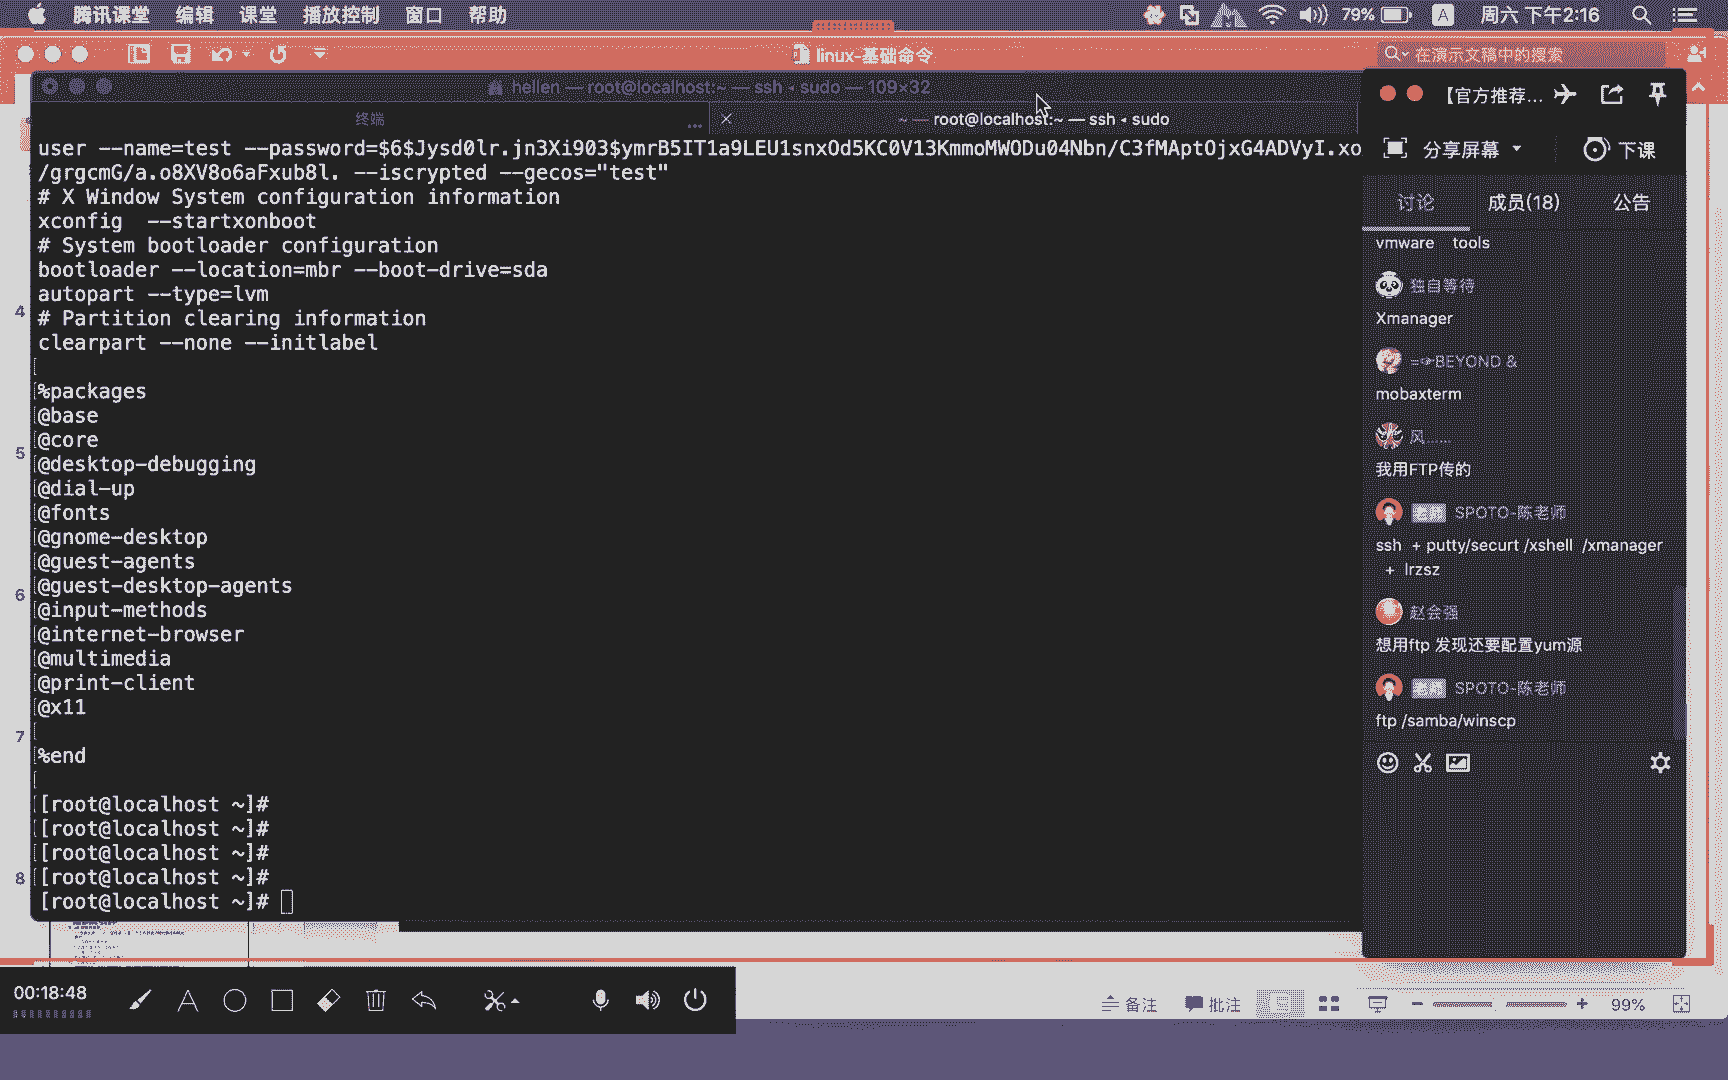 腾讯课堂 编辑 课堂 播放控制 窗口 帮助
79% A 周六 下午2:16
linux-基础命令
在演示文稿中的搜索
hellen — root@localhost:~ — ssh • sudo — 109×32
终端
~ — root@localhost:~ — ssh • sudo
user --name=test --password=$6$Jysd0lr.jn3Xi903$ymrB5IT1a9LEU1snxOd5KC0V13KmmoMWODu04Nbn/C3fMAptOjxG4ADVyI.xo
/grgcmG/a.o8XV8o6aFxub8l. --iscrypted --gecos="test"
# X Window System configuration information
xconfig  --startxonboot
# System bootloader configuration
bootloader --location=mbr --boot-drive=sda
autopart --type=lvm
# Partition clearing information
clearpart --none --initlabel
%packages
@base
@core
@desktop-debugging
@dial-up
@fonts
@gnome-desktop
@guest-agents
@guest-desktop-agents
@input-methods
@internet-browser
@multimedia
@print-client
@x11
%end
[root@localhost ~]#
[root@localhost ~]#
[root@localhost ~]#
[root@localhost ~]#
[root@localhost ~]#
4
5
6
7
8
【官方推荐...
分享屏幕 下课
讨论 成员(18) 公告
vmware tools
独自等待
Xmanager
=☞BEYOND &
mobaxterm
风......
我用FTP传的
老师 SPOTO-陈老师
ssh + putty/securt /xshell /xmanager
+ lrzsz
赵会强
想用ftp 发现还要配置yum源
老师 SPOTO-陈老师
ftp /samba/winscp
00:18:48
备注 批注 99%